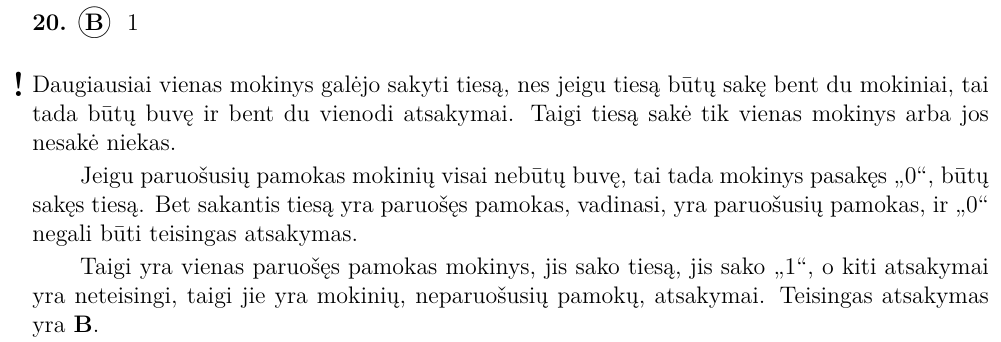 20. B 1
! Daugiausiai vienas mokinys galėjo sakyti tiesą, nes jeigu tiesą būtų sakę bent du mokiniai, tai
tada būtų buvę ir bent du vienodi atsakymai. Taigi tiesą sakė tik vienas mokinys arba jos
nesakė niekas.
Jeigu paruošusių pamokas mokinių visai nebūtų buvę, tai tada mokinys pasakęs „0“, būtų
sakęs tiesą. Bet sakantis tiesą yra paruošęs pamokas, vadinasi, yra paruošusių pamokas, ir „0“
negali būti teisingas atsakymas.
Taigi yra vienas paruošęs pamokas mokinys, jis sako tiesą, jis sako „1“, o kiti atsakymai
yra neteisingi, taigi jie yra mokinių, neparuošusių pamokų, atsakymai. Teisingas atsakymas
yra B.